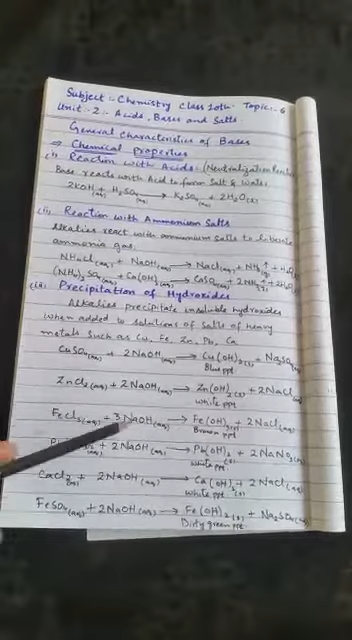 Subject :- Chemistry Class 10th. Topic:- 6
Unit-2:- Acids, Bases and Salts
General Characteristics of Bases
⇒ Chemical properties
(i) Reaction with Acids: (Neutralization
Base reacts with Acid to form Salt & Water
2KOH(aq) + H₂SO₄(aq) → K₂SO₄(aq) + 2H₂O(l)
(ii) Reaction with Ammonium Salts
Alkalies react with ammonium salts to liberate
ammonia gas.
NH₄Cl(aq) + NaOH(aq) → NaCl(aq) + NH₃↑(g) + H₂O
(NH₄)₂SO₄(aq) + Ca(OH)₂(aq) → CaSO₄(aq) + 2NH₃↑(g) + 2H₂O
(iii) Precipitation of Hydroxides
Alkalies precipitate insoluble hydroxides
when added to solutions of salts of heavy
metals such as Cu, Fe, Zn, Pb, Ca
CuSO₄(aq) + 2NaOH(aq) → Cu(OH)₂(s) + Na₂SO₄(aq)
Blue ppt
ZnCl₂(aq) + 2NaOH(aq) → Zn(OH)₂(s) + 2NaCl(aq)
White ppt
FeCl₃(aq) + 3NaOH(aq) → Fe(OH)₃(s) + 2NaCl(aq)
Brown ppt
+ 2NaOH(aq) → Pb(OH)₂(s) + 2NaNO₃(aq)
White ppt
CaCl₂(aq) + 2NaOH(aq) → Ca(OH)₂(s) + 2NaCl(aq)
White ppt
FeSO₄(aq) + 2NaOH(aq) → Fe(OH)₂(s) + Na₂SO₄(aq)
Dirty green ppt